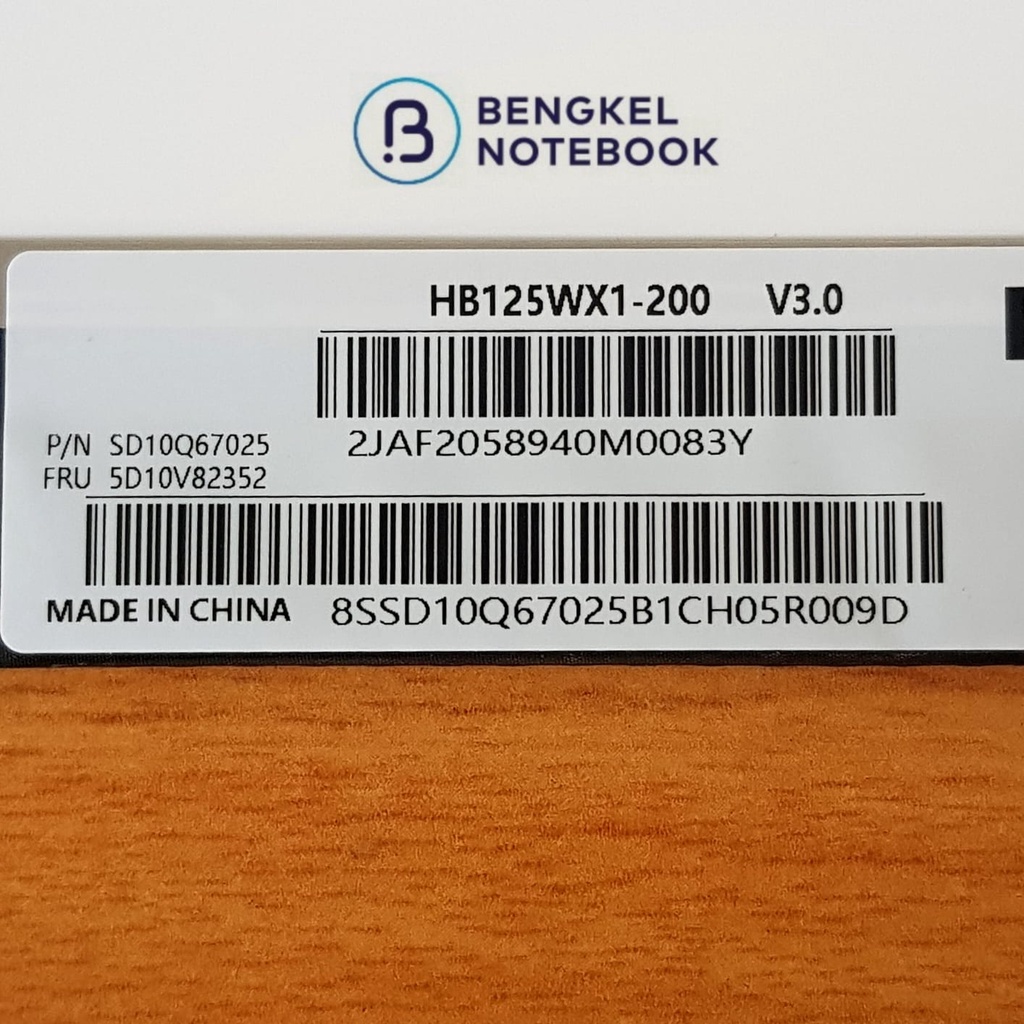 BENGKEL
NOTEBOOK
HB125WX1-200 V3.0
2JAF2058940M0083Y
P/N SD10Q67025
FRU 5D10V82352
MADE IN CHINA 8SSD10Q67025B1CH05R009D